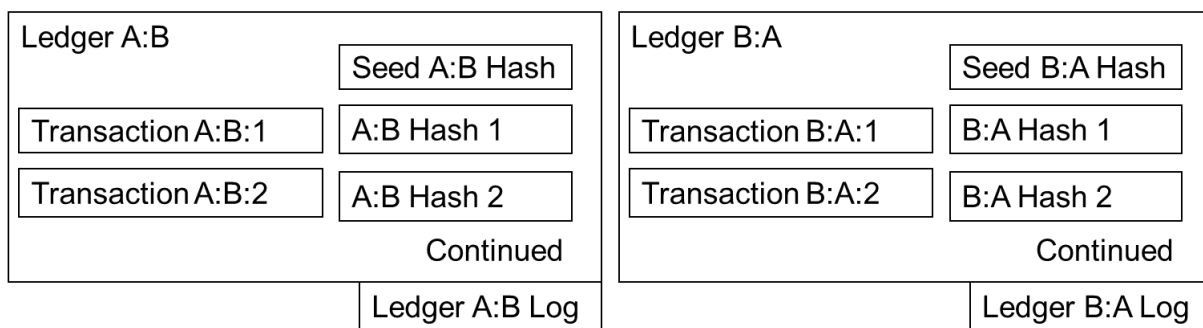 Ledger A:B
Seed A:B Hash
Transaction A:B:1
A:B Hash 1
Transaction A:B:2
A:B Hash 2
Continued
Ledger A:B Log
Ledger B:A
Seed B:A Hash
Transaction B:A:1
B:A Hash 1
Transaction B:A:2
B:A Hash 2
Continued
Ledger B:A Log